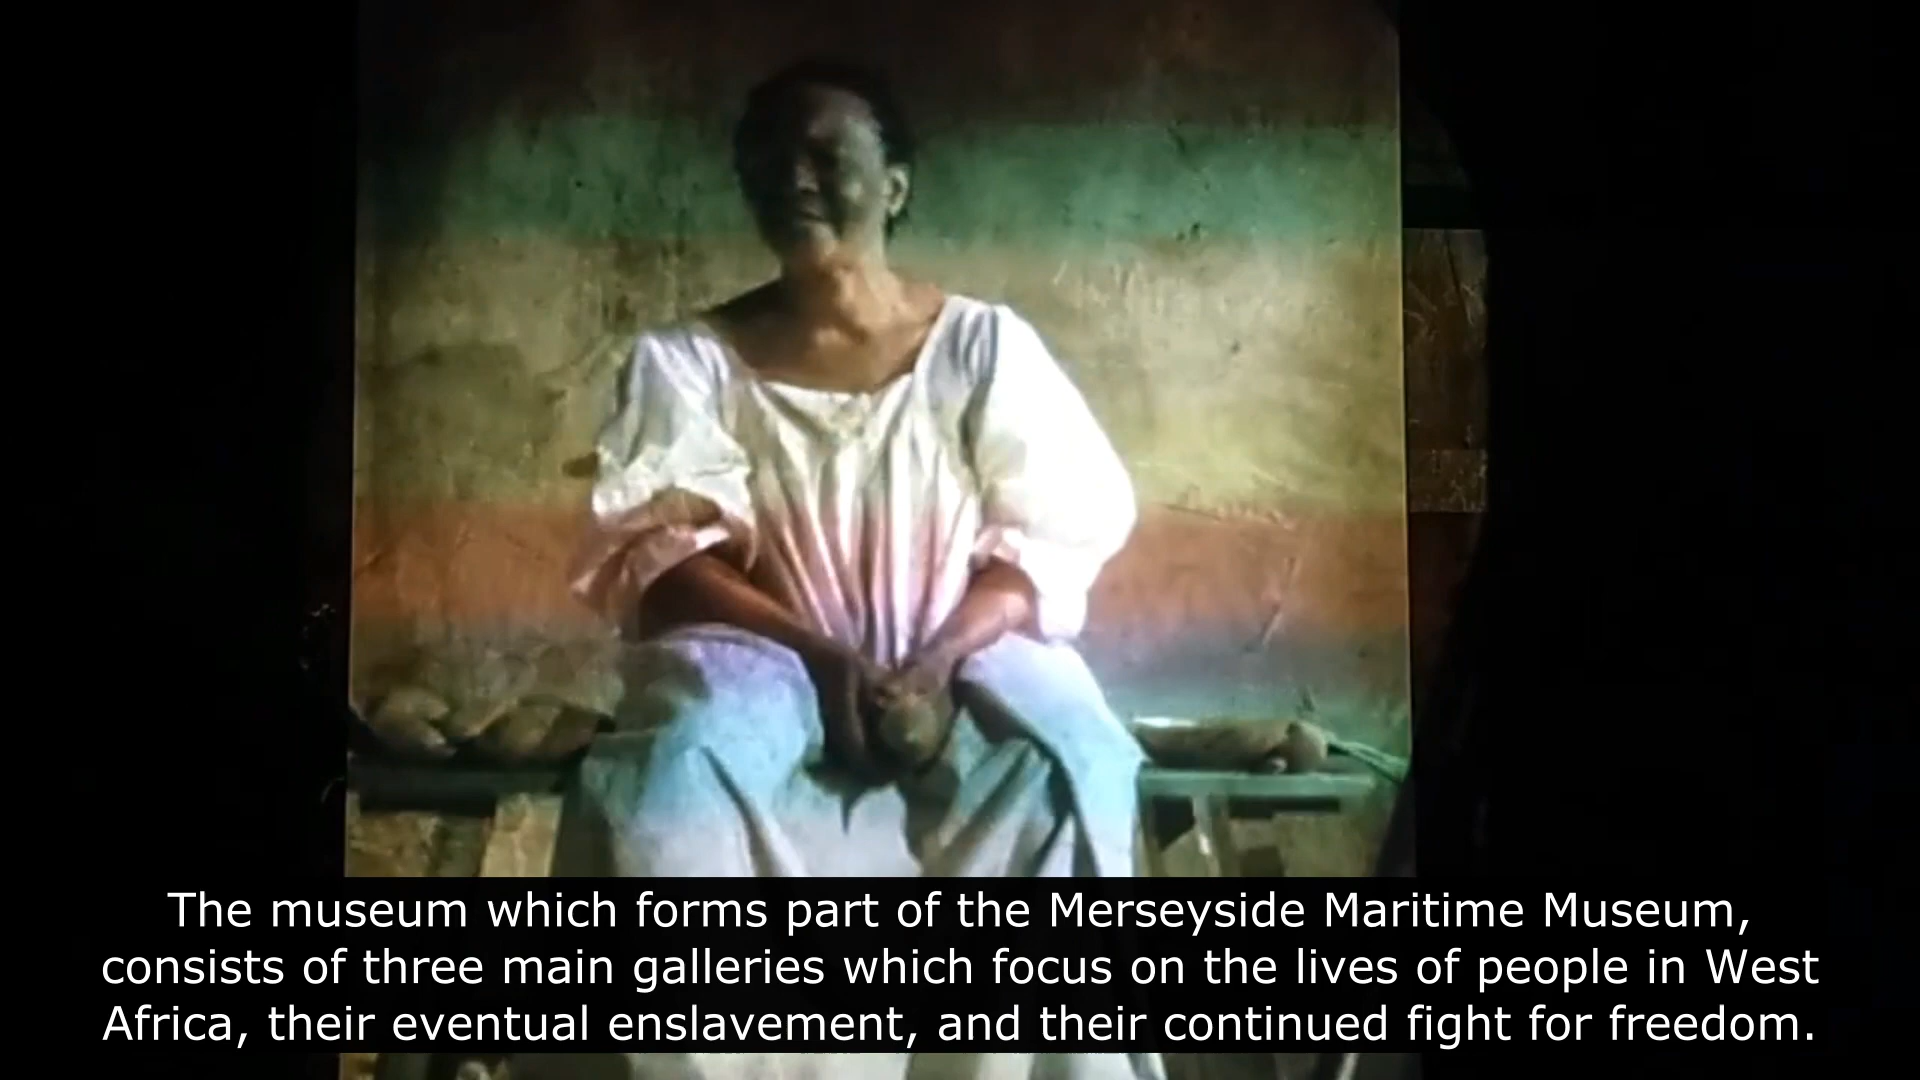 The museum which forms part of the Merseyside Maritime Museum,
consists of three main galleries which focus on the lives of people in West
Africa, their eventual enslavement, and their continued fight for freedom.